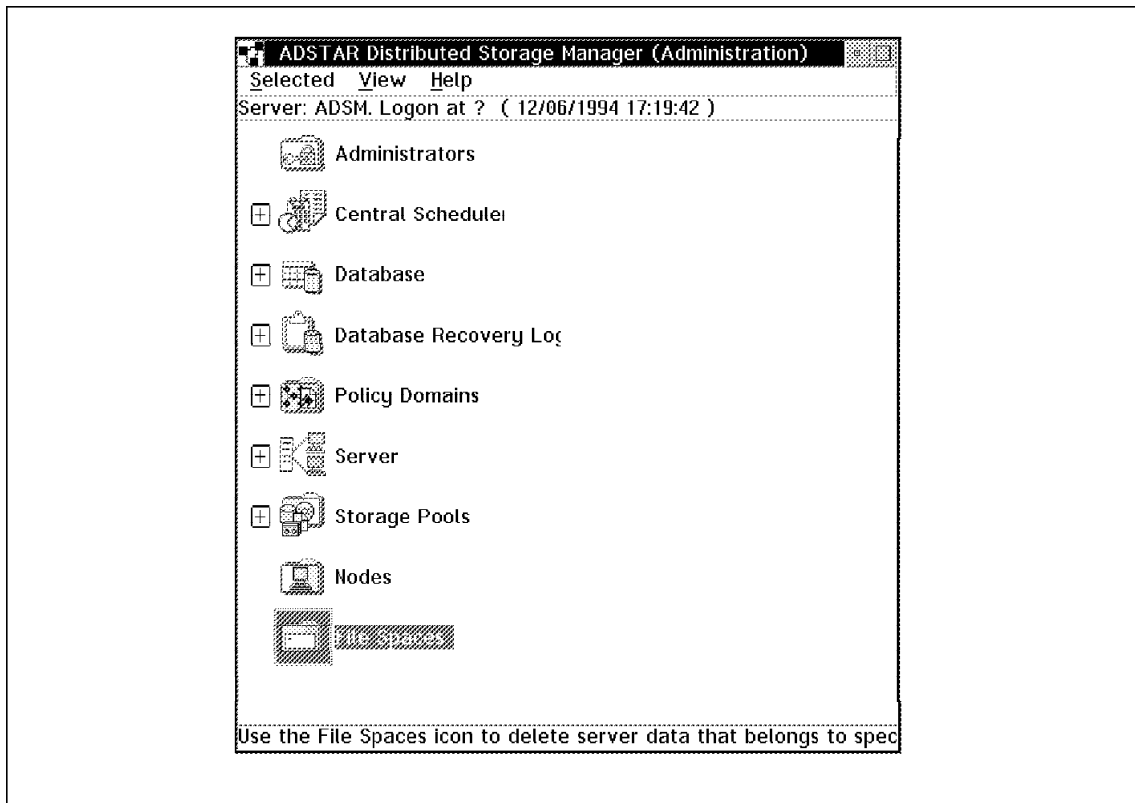 ADSTAR Distributed Storage Manager (Administration)
Selected View Help
Server: ADSM. Logon at ? ( 12/06/1994 17:19:42 )
Administrators
Central Scheduler
Database
Database Recovery Log
Policy Domains
Server
Storage Pools
Nodes
File Spaces
Use the File Spaces icon to delete server data that belongs to spec